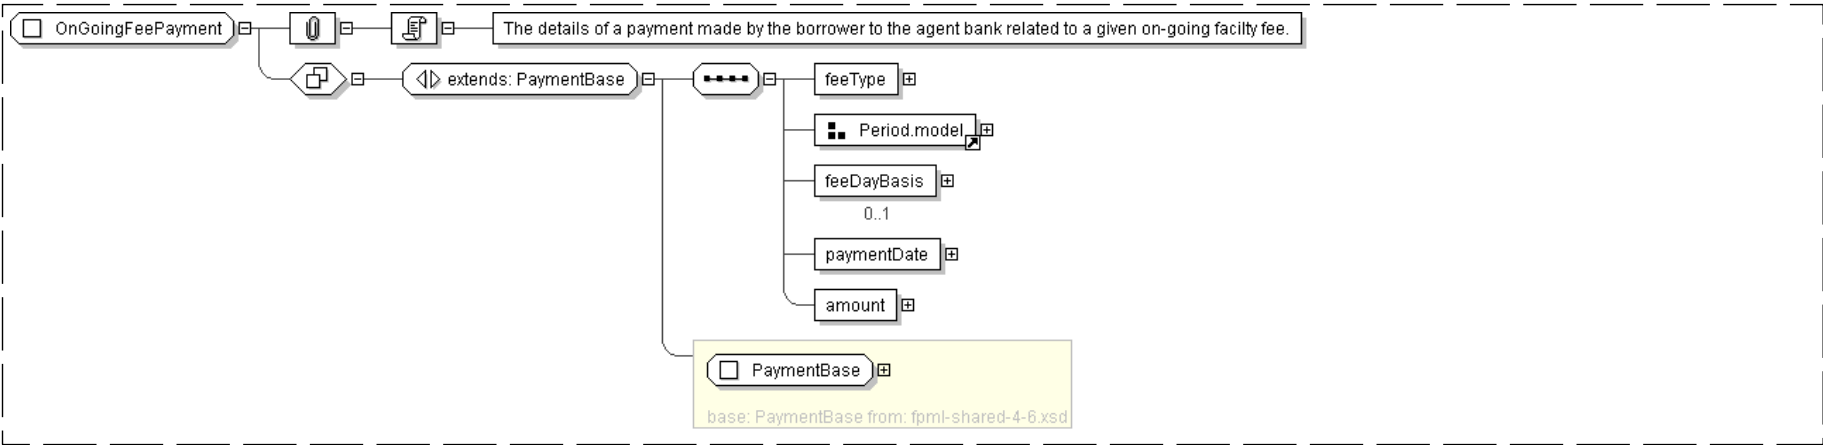 OnGoingFeePayment
The details of a payment made by the borrower to the agent bank related to a given on-going facilty fee.
extends: PaymentBase
feeType
Period.model
feeDayBasis
0..1
paymentDate
amount
PaymentBase
base: PaymentBase from: fpml-shared-4-6.xsd